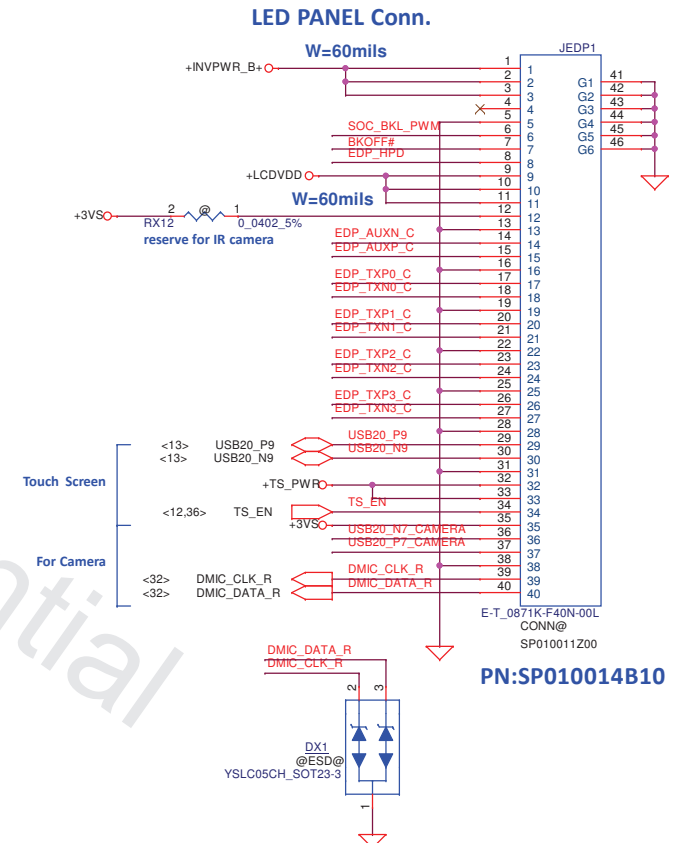 LED PANEL Conn.
W=60mils
JEDP1
+INVPWR_B+
1 1
2 2
3 3
4 4
5 5
SOC_BKL_PWM 6 6
BKOFF# 7 7
EDP_HPD 8 8
+LCDVDD 9 9
10 10
11 11
W=60mils
+3VS 2 @ 1 12 12
RX12 0_0402_5%
reserve for IR camera
13 13
EDP_AUXN_C 14 14
EDP_AUXP_C 15 15
16 16
EDP_TXP0_C 17 17
EDP_TXN0_C 18 18
19 19
EDP_TXP1_C 20 20
EDP_TXN1_C 21 21
22 22
EDP_TXP2_C 23 23
EDP_TXN2_C 24 24
25 25
EDP_TXP3_C 26 26
EDP_TXN3_C 27 27
28 28
<13> USB20_P9 USB20_P9 29 29
<13> USB20_N9 USB20_N9 30 30
31 31
Touch Screen
+TS_PWR 32 32
33 33
<12,36> TS_EN TS_EN 34 34
+3VS 35 35
USB20_N7_CAMERA 36 36
USB20_P7_CAMERA 37 37
For Camera
38 38
<32> DMIC_CLK_R DMIC_CLK_R 39 39
<32> DMIC_DATA_R DMIC_DATA_R 40 40
G1 41
G2 42
G3 43
G4 44
G5 45
G6 46
E-T_0871K-F40N-00L
CONN@
SP010011Z00
PN:SP010014B10
DMIC_DATA_R
DMIC_CLK_R
2 3
DX1
@ESD@
YSLC05CH_SOT23-3
1
ntial